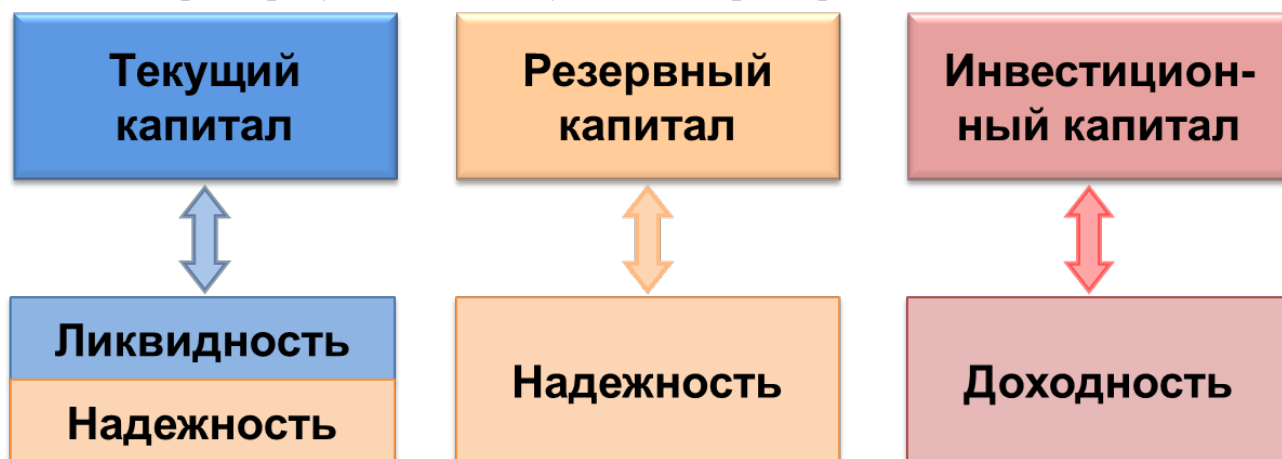 Текущий
капитал
Резервный
капитал
Инвестицион-
ный капитал
Ликвидность
Надежность
Надежность
Доходность